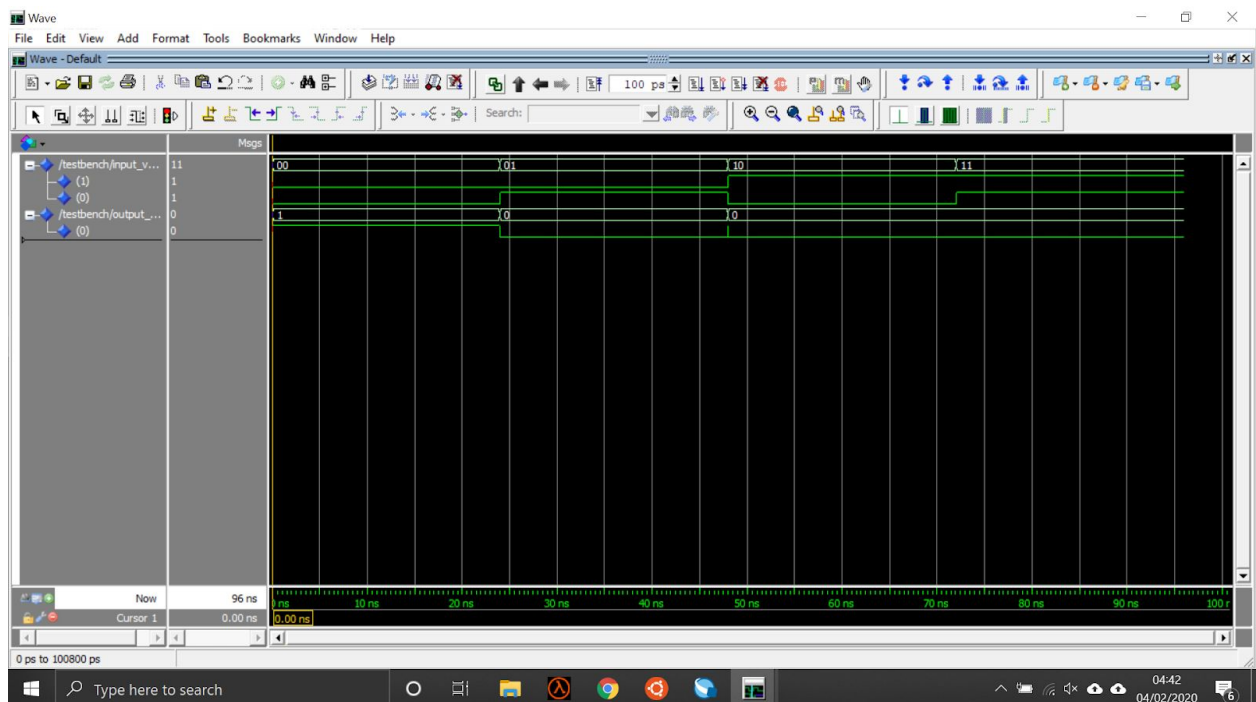 Wave
File Edit View Add Format Tools Bookmarks Window Help
Wave - Default
100 ps
Search:
Msgs
/testbench/input_v... 11 00 01 10 11
(1) 1
(0) 1
/testbench/output_... 0 1 0 0
(0) 0
Now 96 ns 10 ns 20 ns 30 ns 40 ns 50 ns 60 ns 70 ns 80 ns 90 ns
Cursor 1 0.00 ns 0.00 ns
0 ps to 100800 ps
Type here to search
04:42
04/02/2020
6